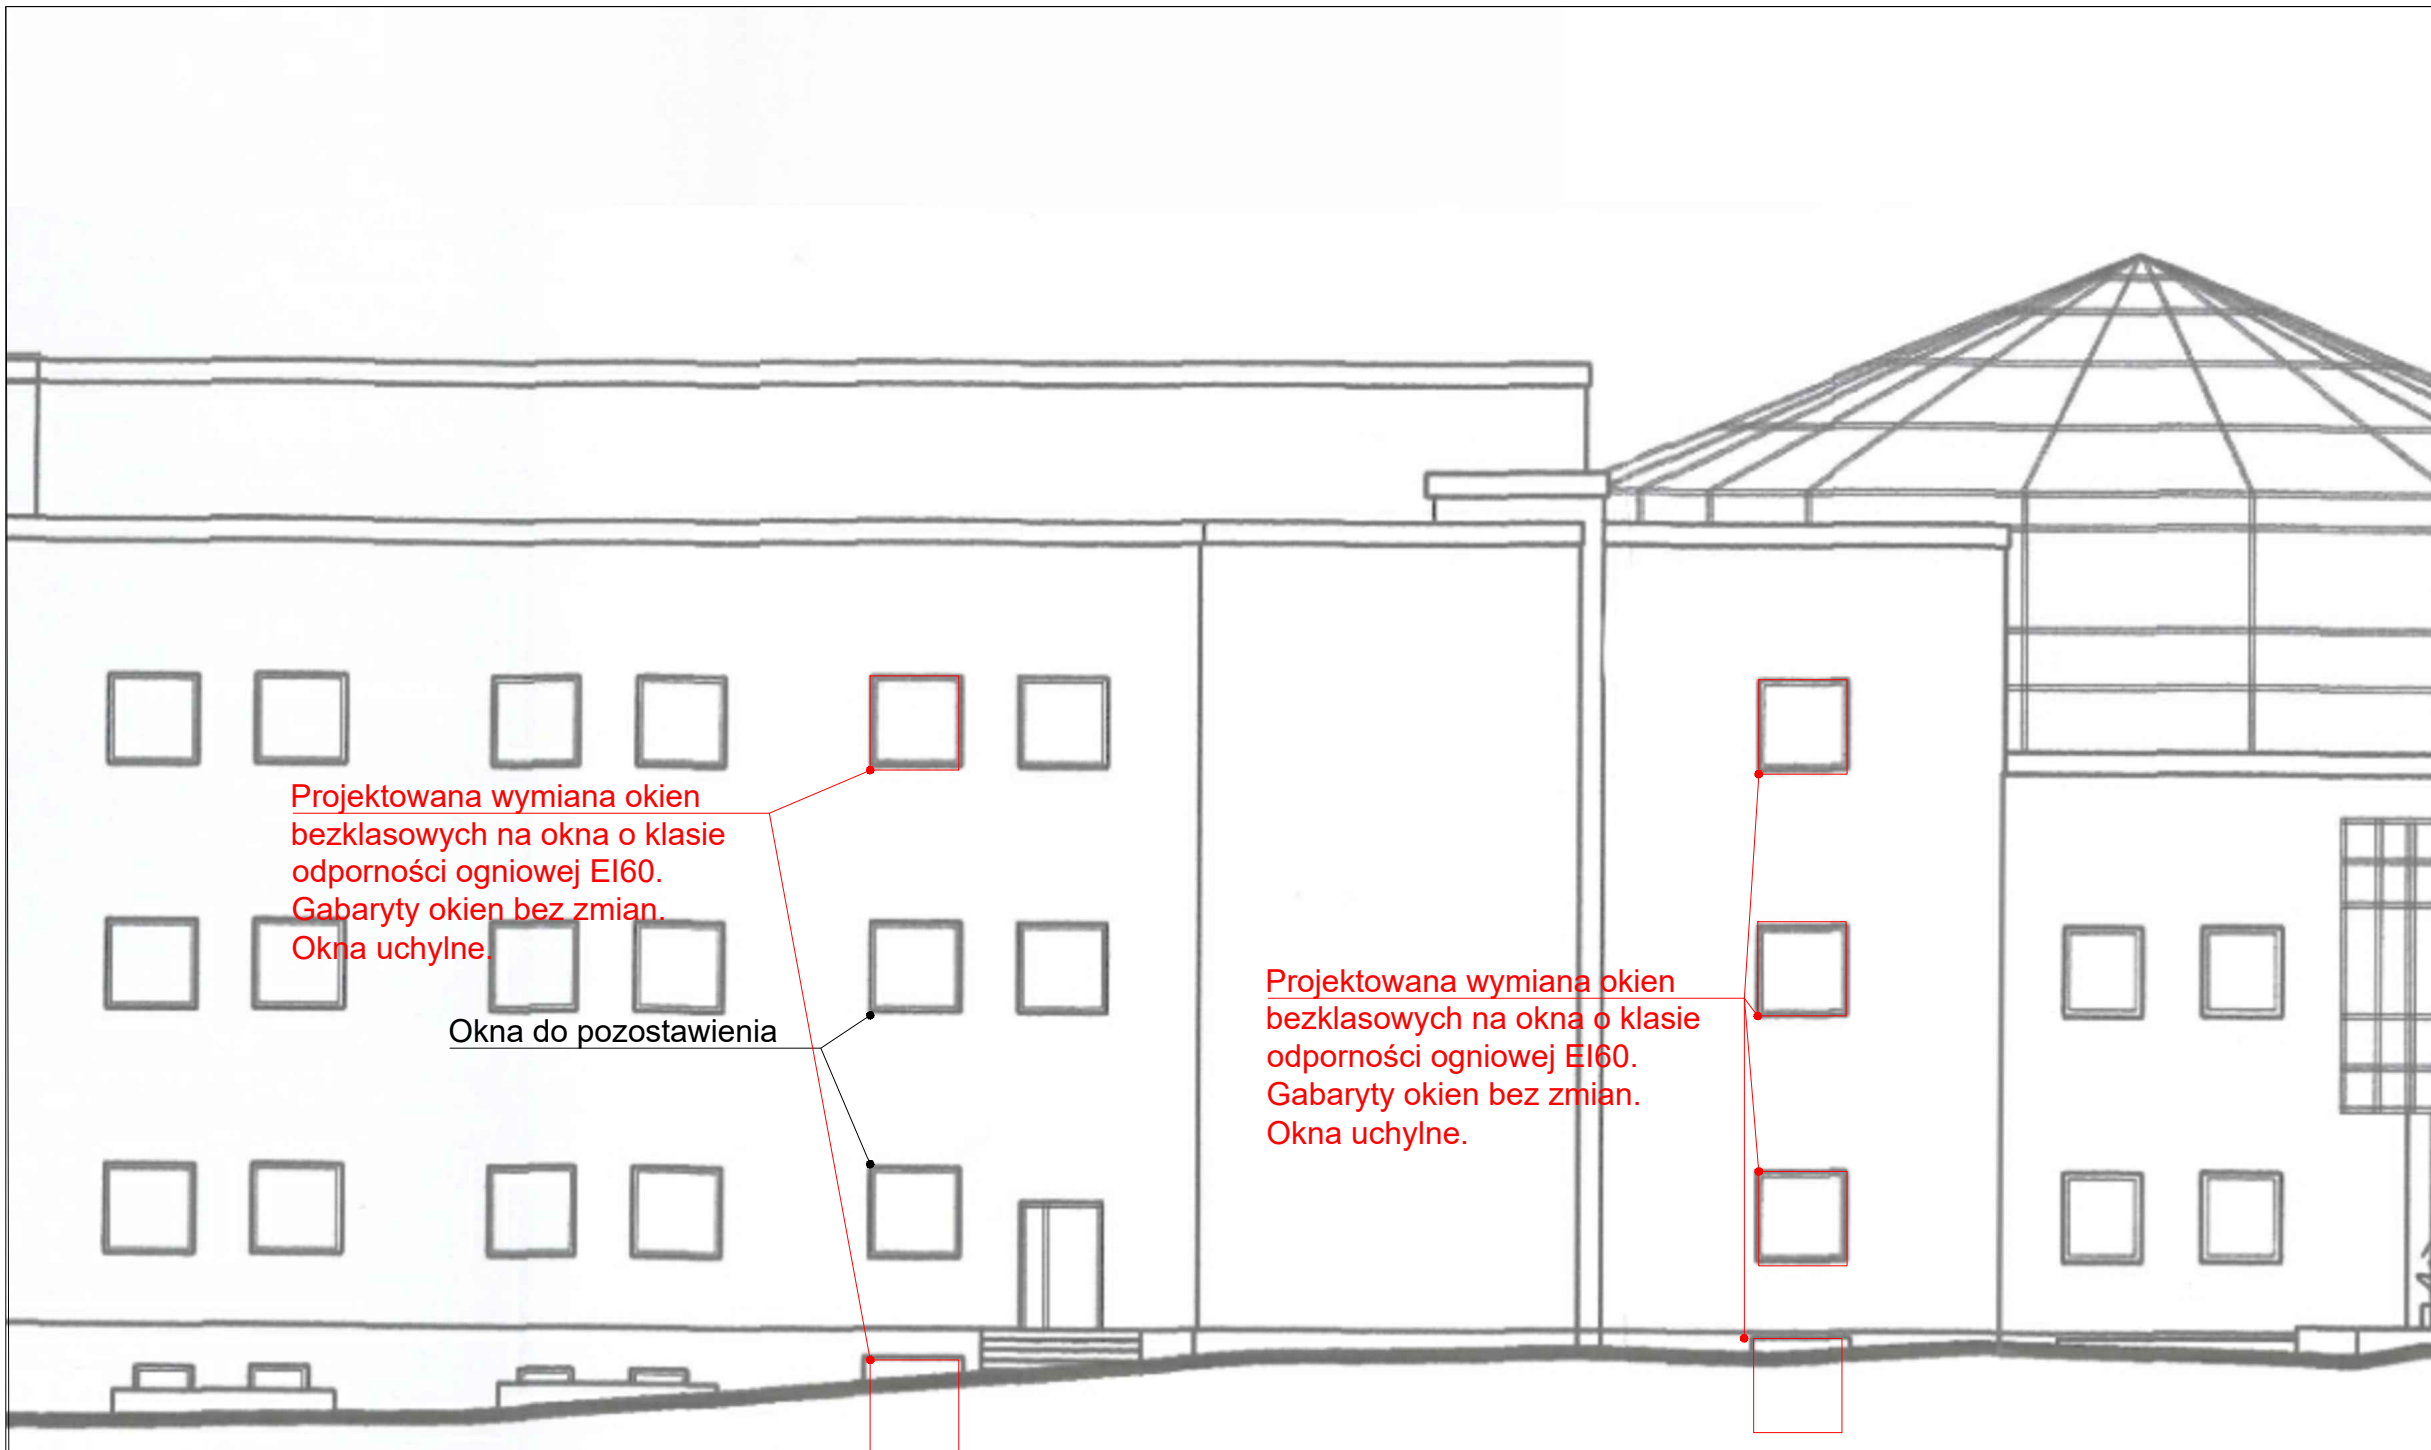 Projektowana wymiana okien
bezklasowych na okna o klasie
odporności ogniowej EI60.
Gabaryty okien bez zmian.
Okna uchylne.
Okna do pozostawienia
Projektowana wymiana okien
bezklasowych na okna o klasie
odporności ogniowej EI60.
Gabaryty okien bez zmian.
Okna uchylne.